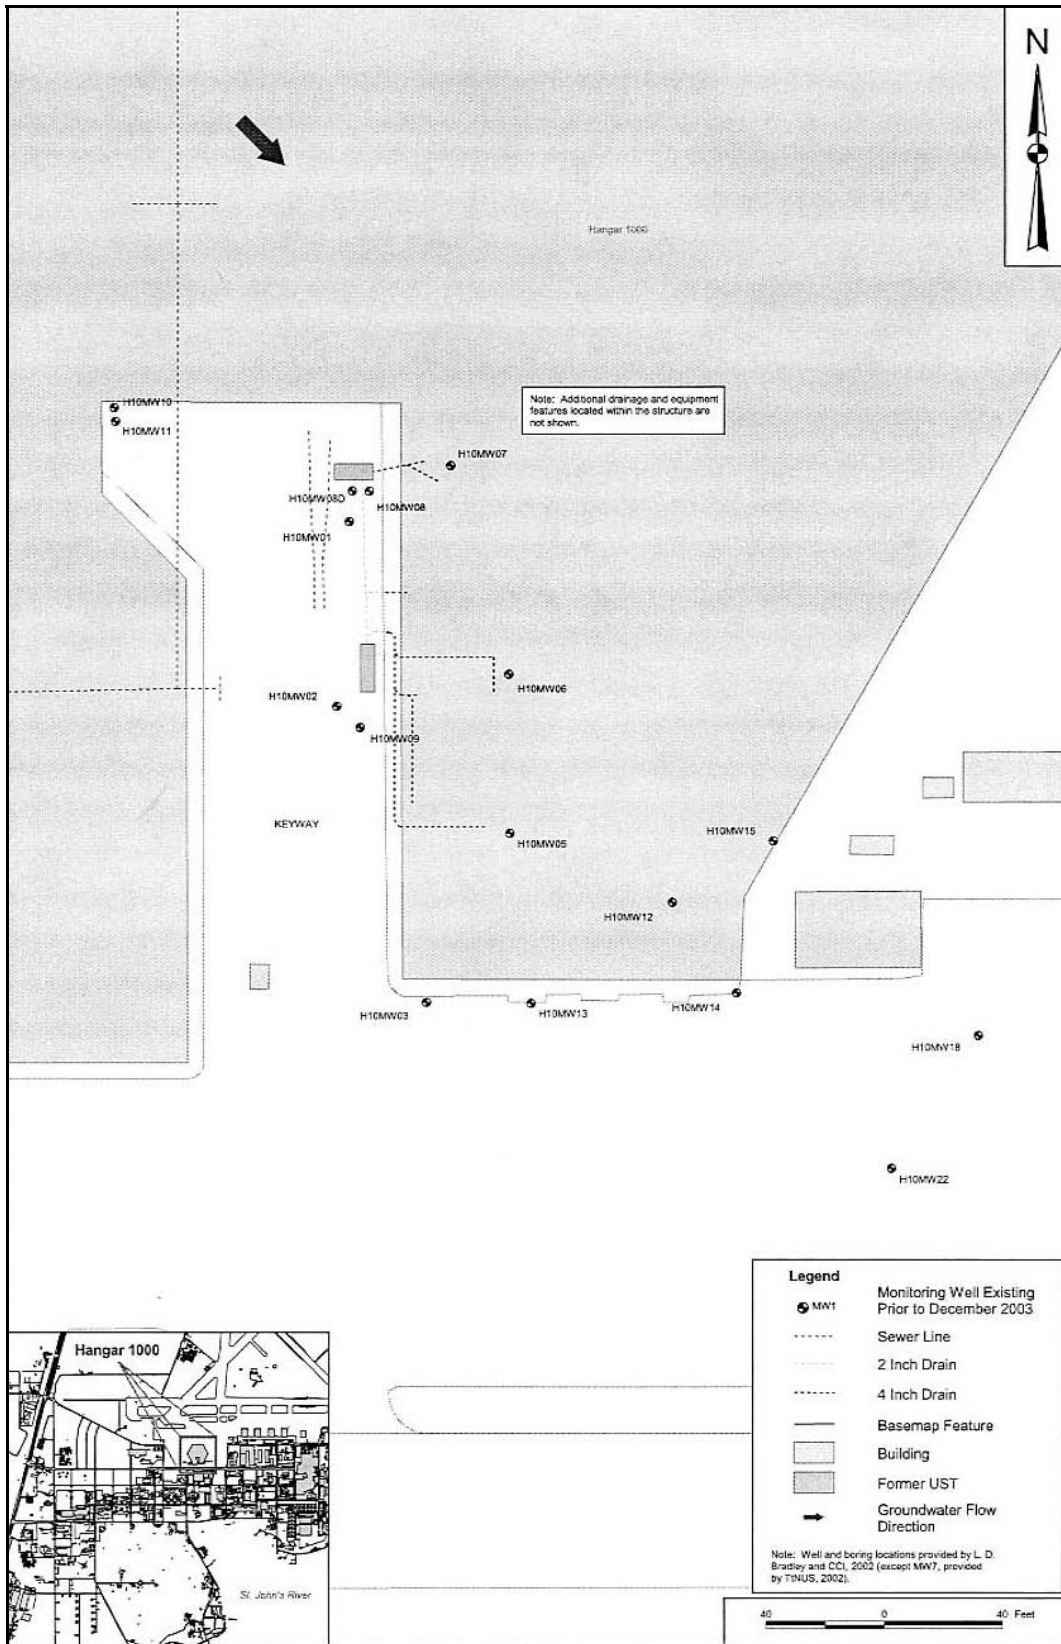 N
Hangar 1000
Note: Additional drainage and equipment
features located within the structure are
not shown.
H10MW10
H10MW11
H10MW07
H10MW08D
H10MW08
H10MW01
H10MW06
H10MW02
H10MW09
KEYWAY
H10MW05
H10MW15
H10MW12
H10MW03
H10MW13
H10MW14
H10MW18
H10MW22
Legend
MW1
Monitoring Well Existing
Prior to December 2003
Sewer Line
2 Inch Drain
4 Inch Drain
Basemap Feature
Building
Former UST
Groundwater Flow
Direction
Note: Well and boring locations provided by L. D.
Bradley and CCI, 2002 (except MW7, provided
by TtNUS, 2002).
Hangar 1000
St. John's River
40 0 40 Feet